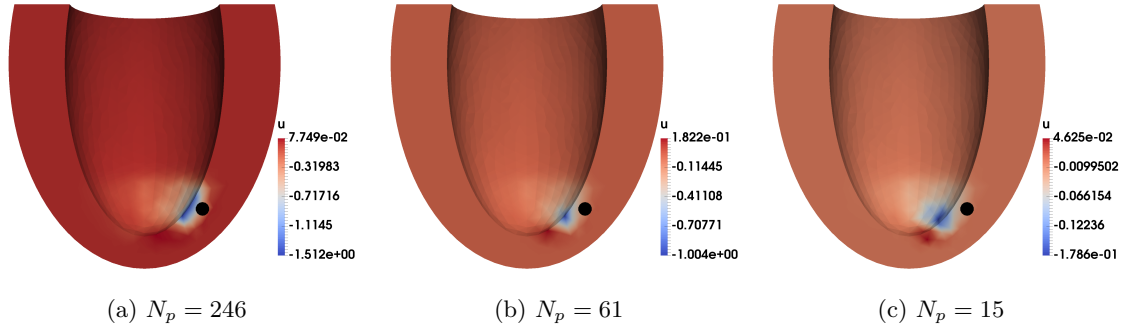 u
7.749e-02
-0.31983
-0.71716
-1.1145
-1.512e+00
u
1.822e-01
-0.11445
-0.41108
-0.70771
-1.004e+00
u
4.625e-02
-0.0099502
-0.066154
-0.12236
-1.786e-01
(a) N_p = 246
(b) N_p = 61
(c) N_p = 15